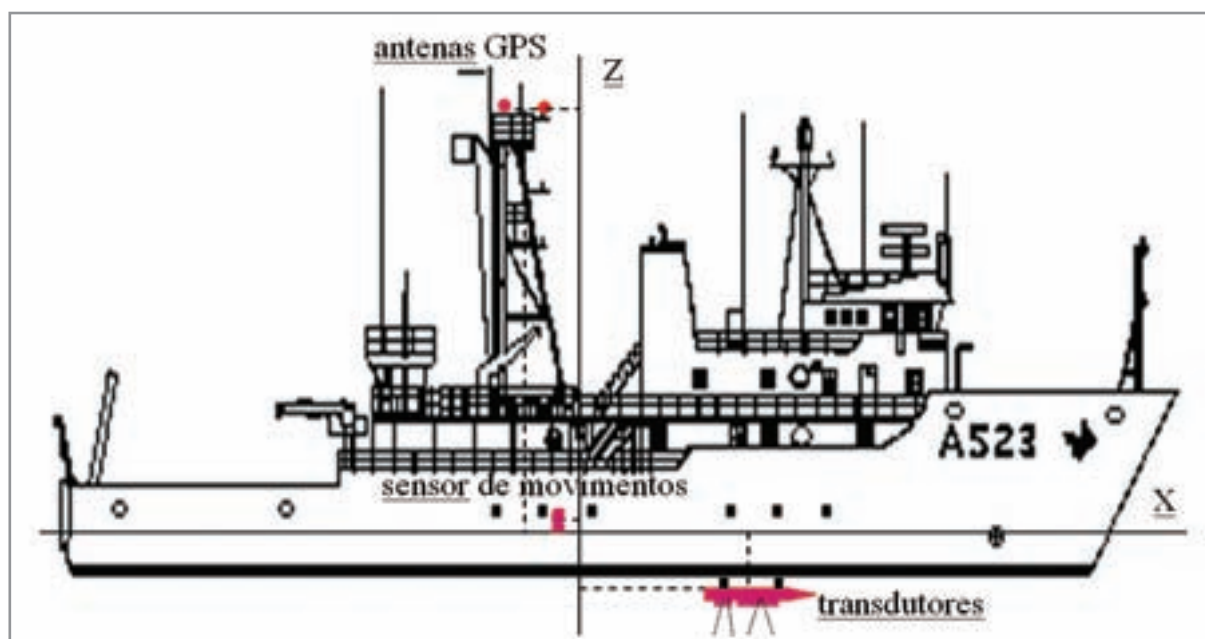 antenas GPS
Z
A523
sensor de movimentos
X
transdutores